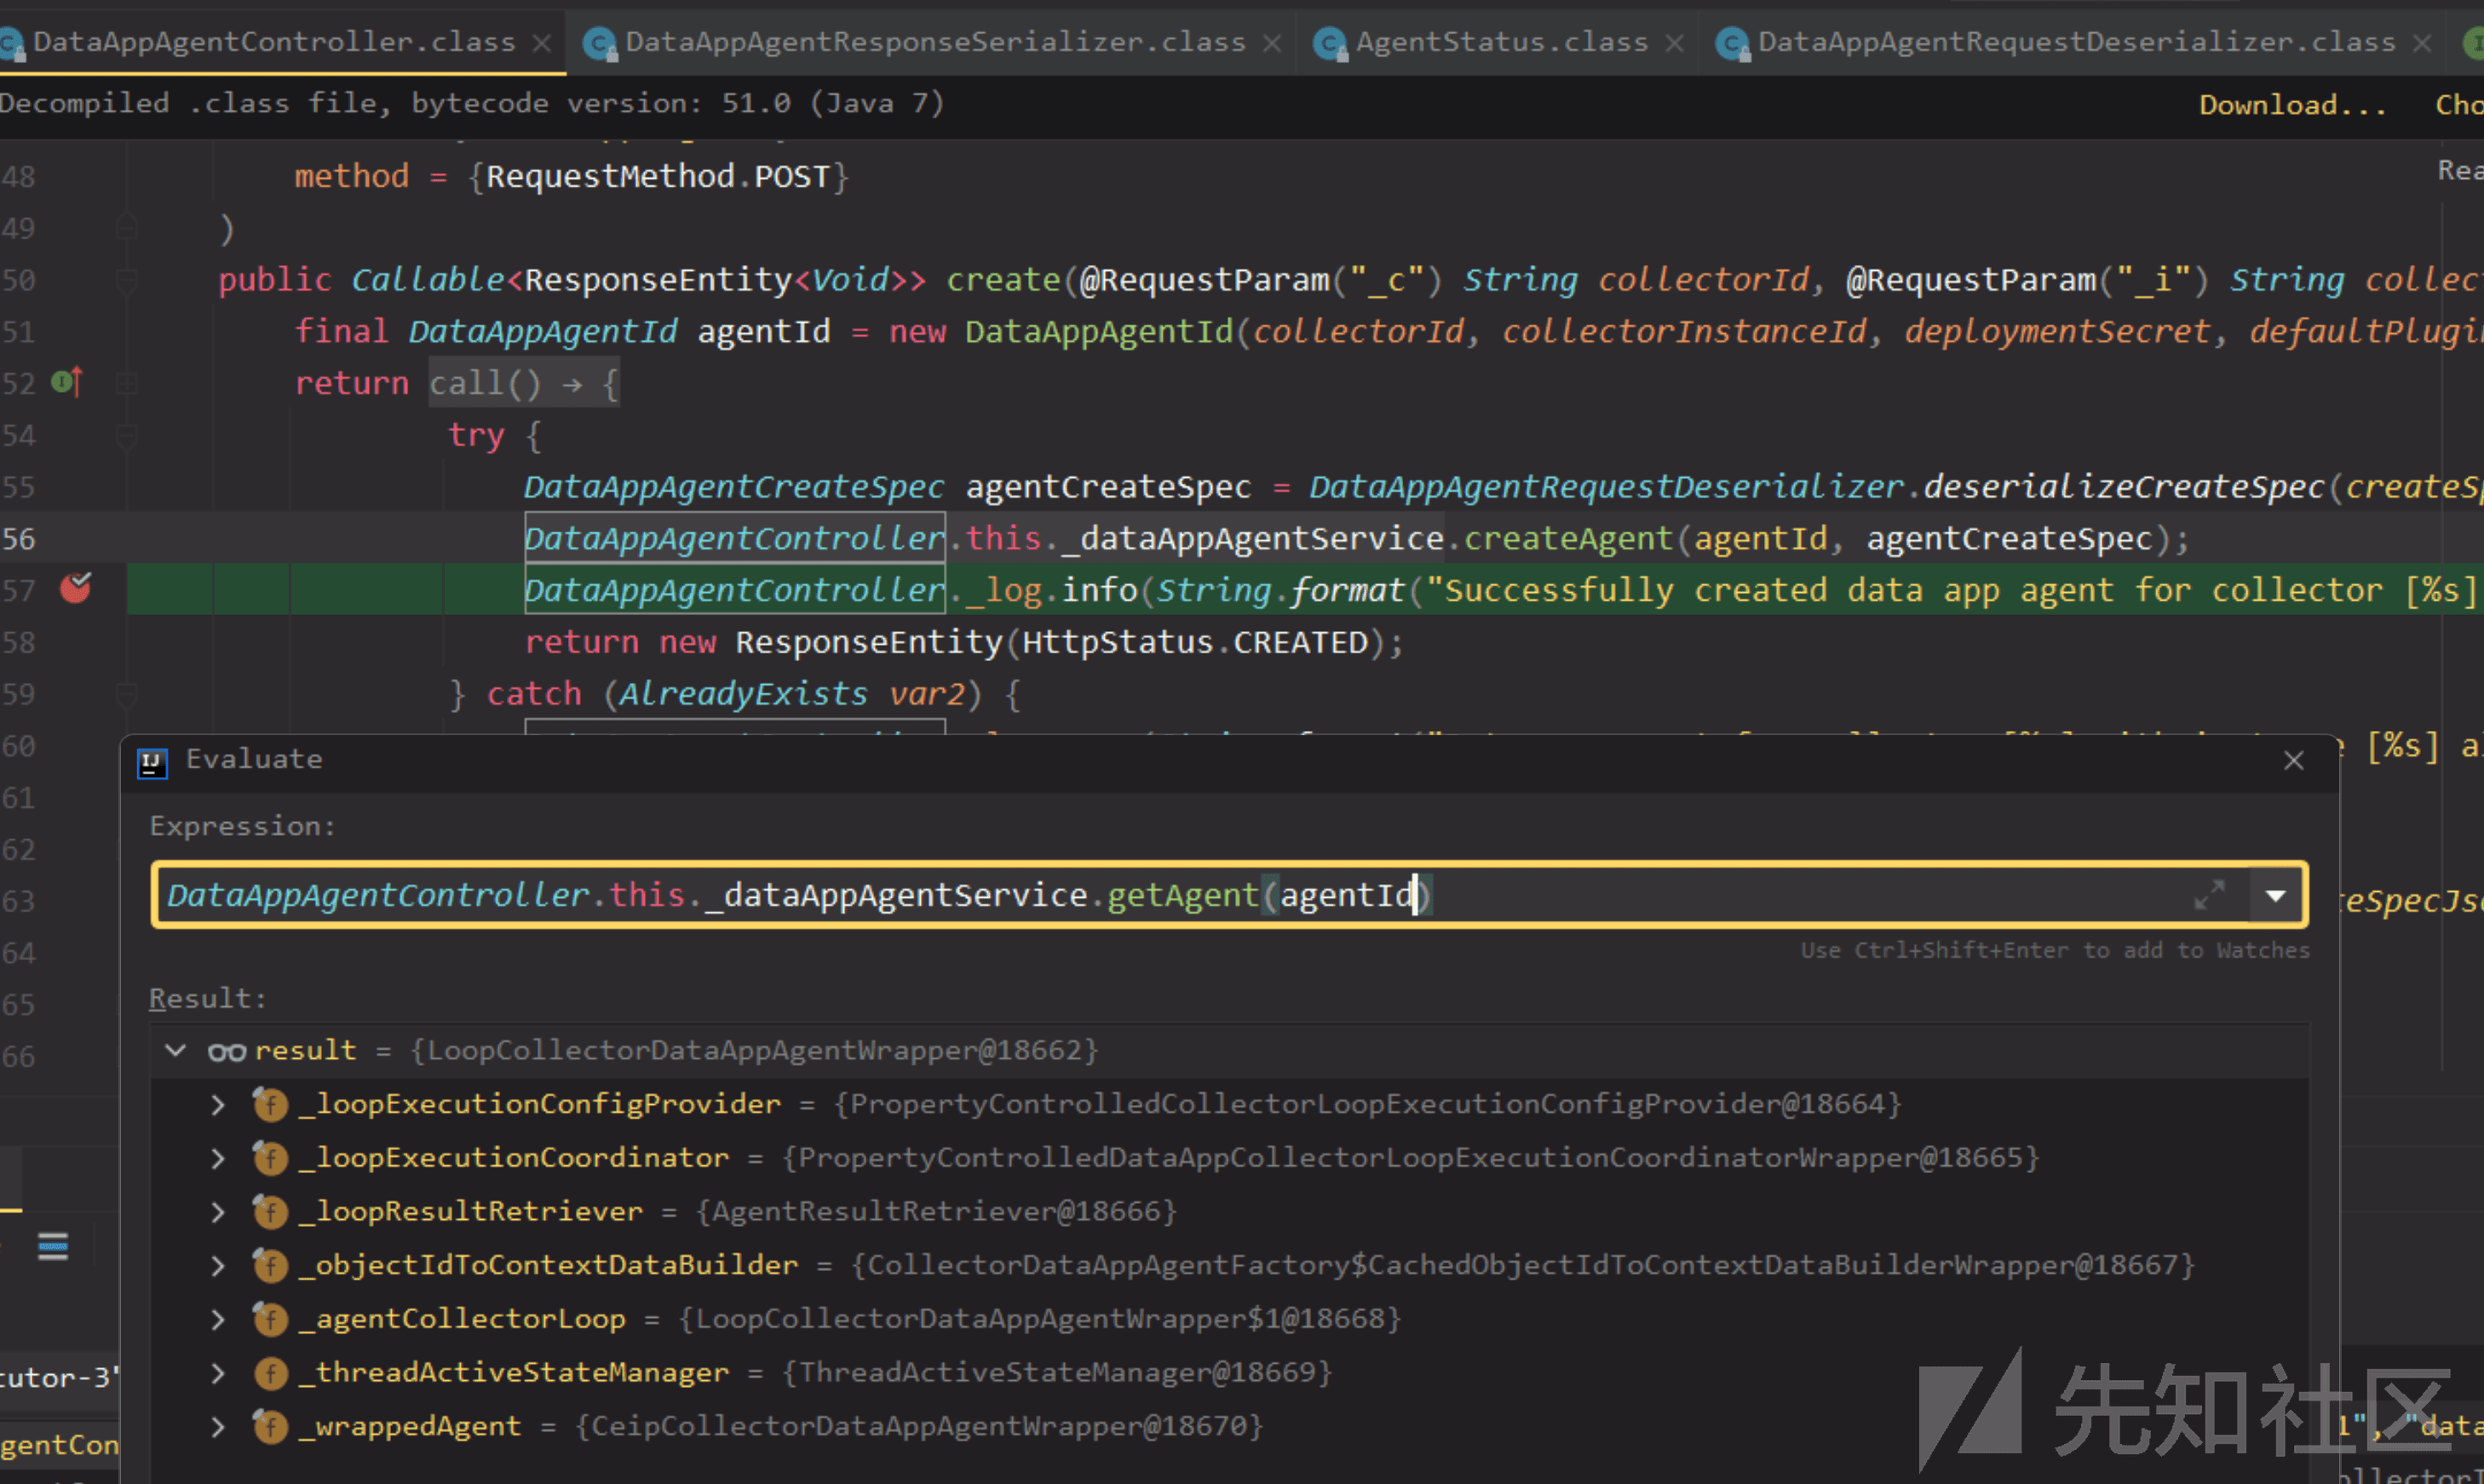 DataAppAgentController.class
DataAppAgentResponseSerializer.class
AgentStatus.class
DataAppAgentRequestDeserializer.class
Decompiled .class file, bytecode version: 51.0 (Java 7)
Download...
48 method = {RequestMethod.POST}
49 )
50 public Callable<ResponseEntity<Void>> create(@RequestParam("_c") String collectorId, @RequestParam("_i") String collec
51 final DataAppAgentId agentId = new DataAppAgentId(collectorId, collectorInstanceId, deploymentSecret, defaultPlugi
52 return call() → {
54 try {
55 DataAppAgentCreateSpec agentCreateSpec = DataAppAgentRequestDeserializer.deserializeCreateSpec(createSp
56 DataAppAgentController.this._dataAppAgentService.createAgent(agentId, agentCreateSpec);
57 DataAppAgentController._log.info(String.format("Successfully created data app agent for collector [%s]
58 return new ResponseEntity(HttpStatus.CREATED);
59 } catch (AlreadyExists var2) {
60 [%s] al
61
62
63 eSpecJs
64
65
66
Evaluate
Expression:
DataAppAgentController.this._dataAppAgentService.getAgent(agentId)
Use Ctrl+Shift+Enter to add to Watches
Result:
result = {LoopCollectorDataAppAgentWrapper@18662}
_loopExecutionConfigProvider = {PropertyControlledCollectorLoopExecutionConfigProvider@18664}
_loopExecutionCoordinator = {PropertyControlledDataAppCollectorLoopExecutionCoordinatorWrapper@18665}
_loopResultRetriever = {AgentResultRetriever@18666}
_objectIdToContextDataBuilder = {CollectorDataAppAgentFactory$CachedObjectIdToContextDataBuilderWrapper@18667}
_agentCollectorLoop = {LoopCollectorDataAppAgentWrapper$1@18668}
_threadActiveStateManager = {ThreadActiveStateManager@18669}
_wrappedAgent = {CeipCollectorDataAppAgentWrapper@18670}
utor-3"
gentCon
1", "data
先知社区